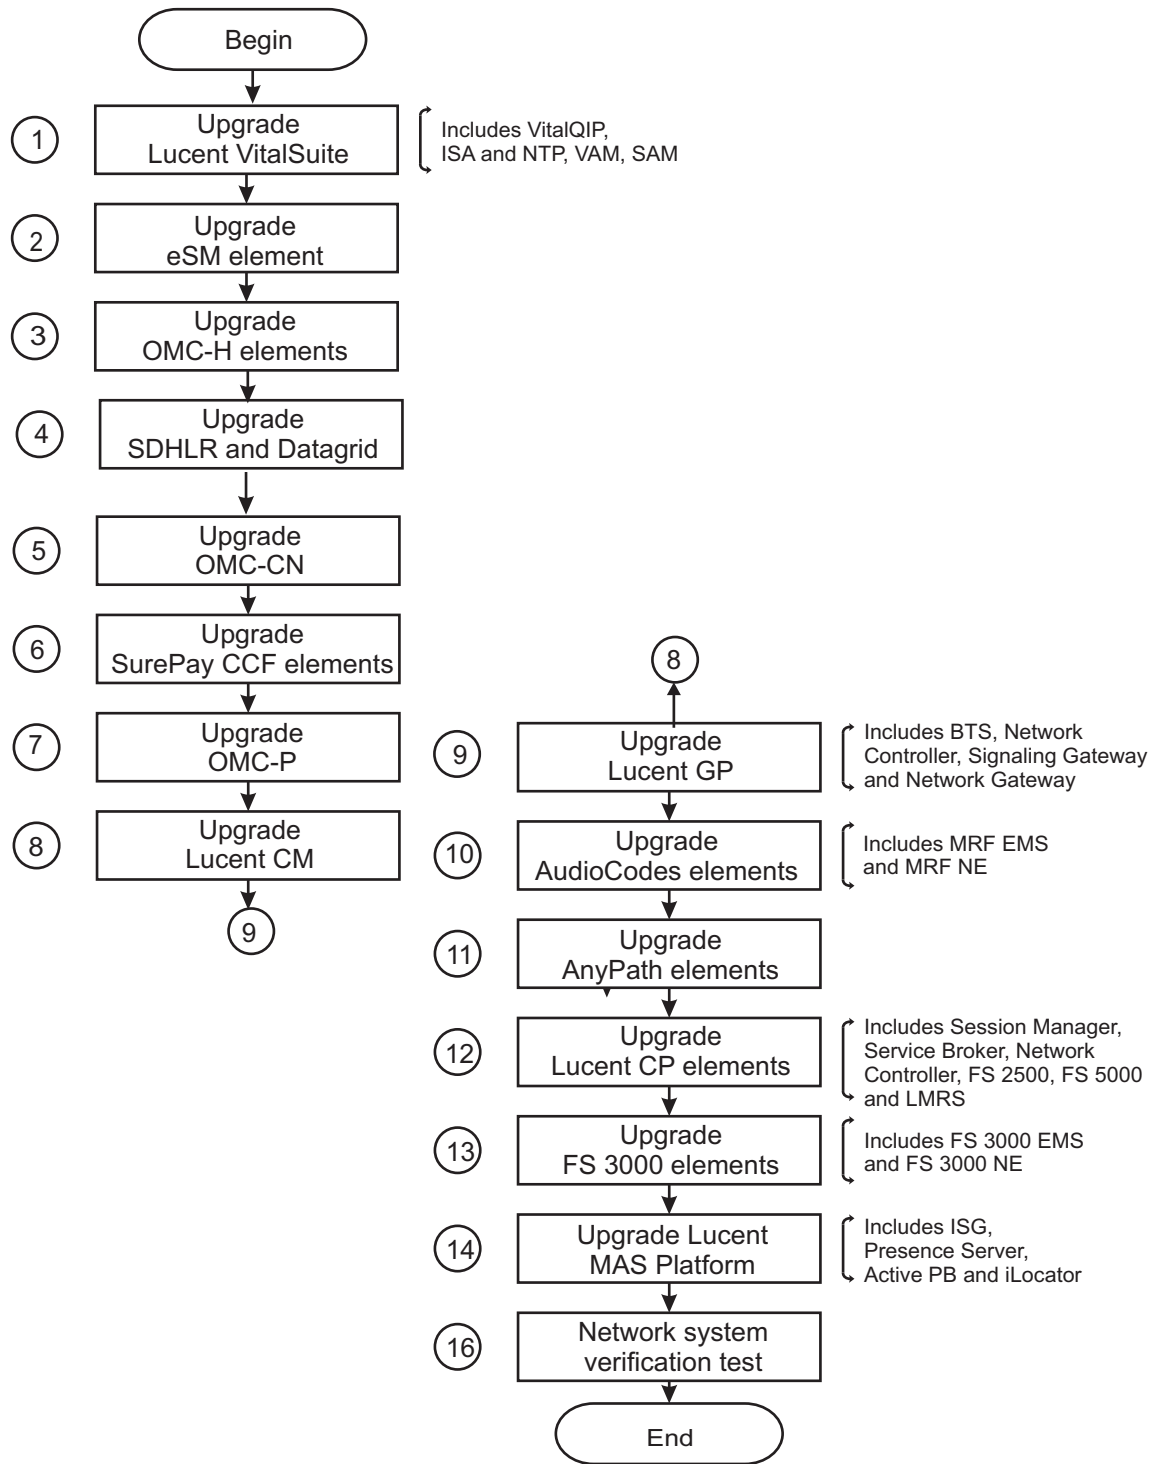 Begin
1
Upgrade
Lucent VitalSuite
Includes VitalQIP,
ISA and NTP, VAM, SAM
2
Upgrade
eSM element
3
Upgrade
OMC-H elements
4
Upgrade
SDHLR and Datagrid
5
Upgrade
OMC-CN
6
Upgrade
SurePay CCF elements
7
Upgrade
OMC-P
8
Upgrade
Lucent CM
9
8
9
Upgrade
Lucent GP
Includes BTS, Network
Controller, Signaling Gateway
and Network Gateway
10
Upgrade
AudioCodes elements
Includes MRF EMS
and MRF NE
11
Upgrade
AnyPath elements
12
Upgrade
Lucent CP elements
Includes Session Manager,
Service Broker, Network
Controller, FS 2500, FS 5000
and LMRS
13
Upgrade
FS 3000 elements
Includes FS 3000 EMS
and FS 3000 NE
14
Upgrade Lucent
MAS Platform
Includes ISG,
Presence Server,
Active PB and iLocator
16
Network system
verification test
End